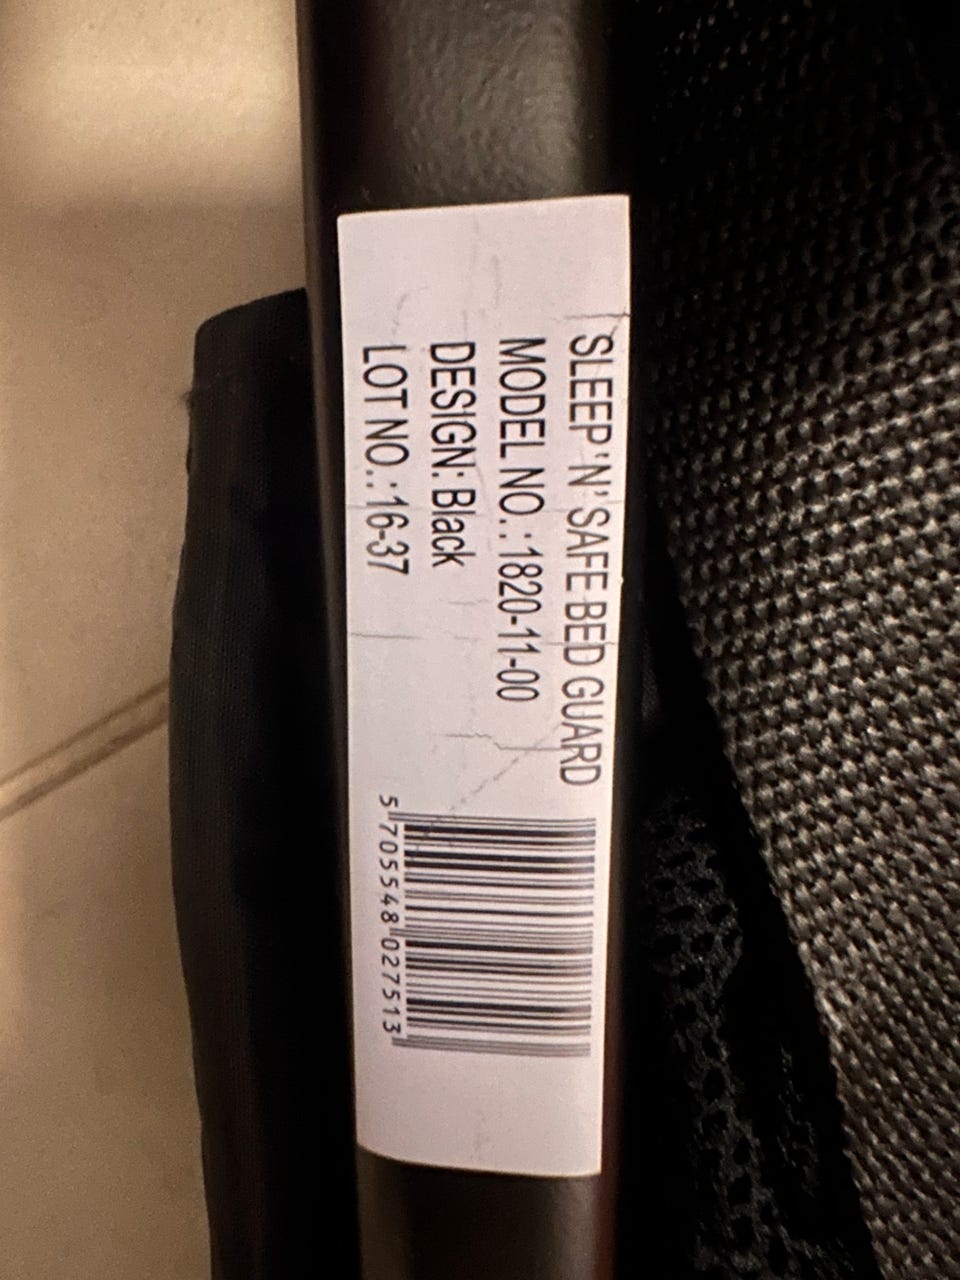 SLEEP 'N' SAFE BED GUARD
MODEL NO.: 1820-11-00
DESIGN: Black
LOT NO.: 16-37
5 705548 027513